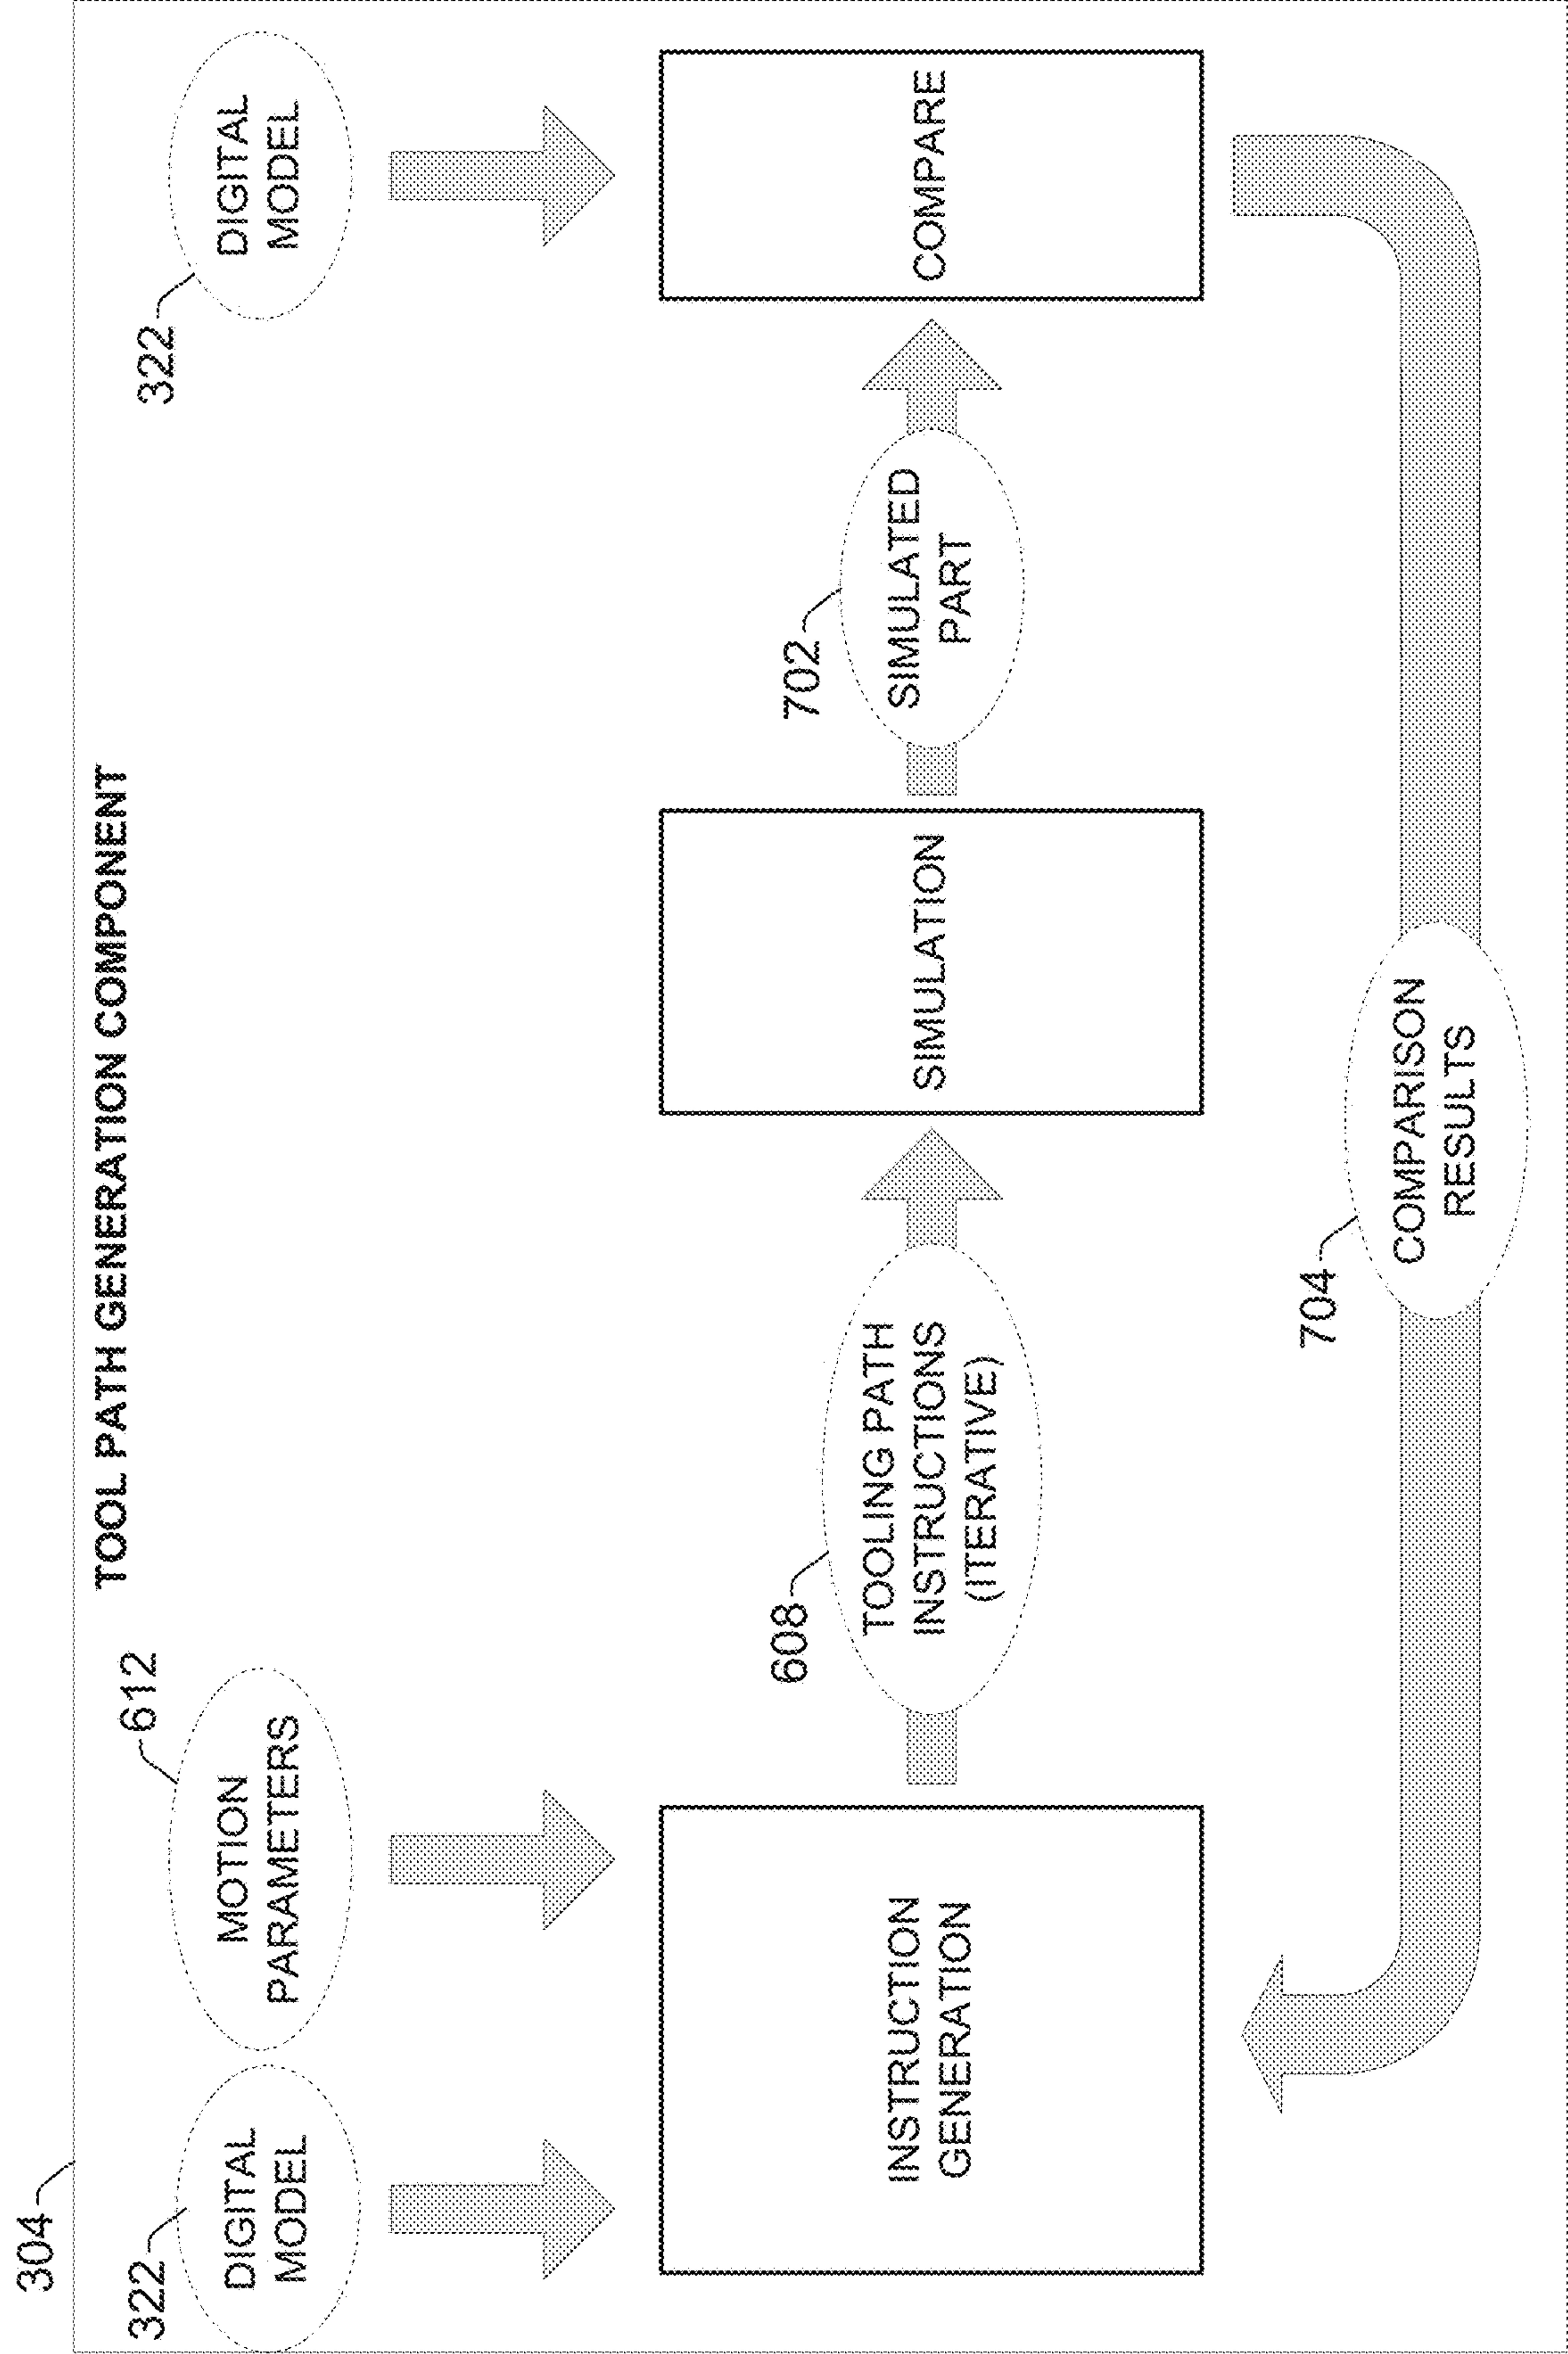 304
TOOL PATH GENERATION COMPONENT
322
DIGITAL
MODEL
612
MOTION
PARAMETERS
322
DIGITAL
MODEL
INSTRUCTION
GENERATION
608
TOOLING PATH
INSTRUCTIONS
(ITERATIVE)
SIMULATION
702
SIMULATED
PART
COMPARE
704
COMPARISON
RESULTS